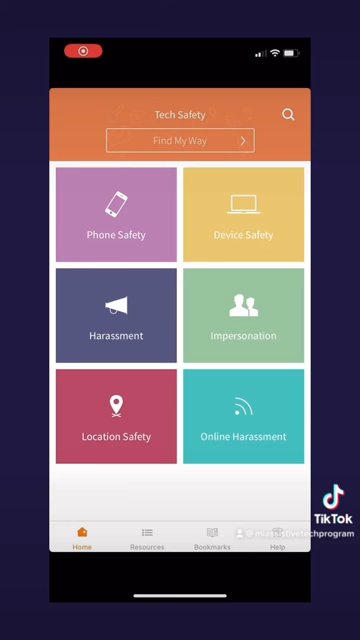 Tech Safety
Find My Way
Phone Safety
Device Safety
Harassment
Impersonation
Location Safety
Online Harassment
TikTok
Home
Resources
Bookmarks
Help